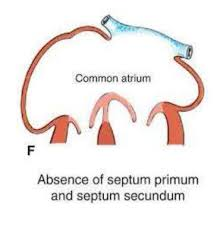 Common atrium
F
Absence of septum primum
and septum secundum